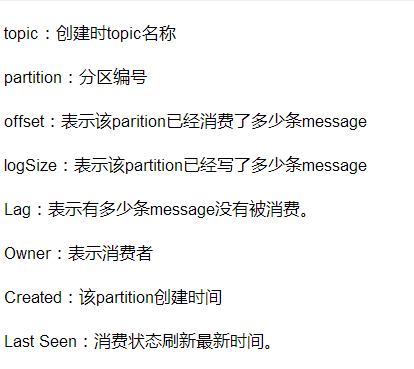 topic：创建时topic名称
partition：分区编号
offset：表示该parition已经消费了多少条message
logSize：表示该partition已经写了多少条message
Lag：表示有多少条message没有被消费。
Owner：表示消费者
Created：该partition创建时间
Last Seen：消费状态刷新最新时间。